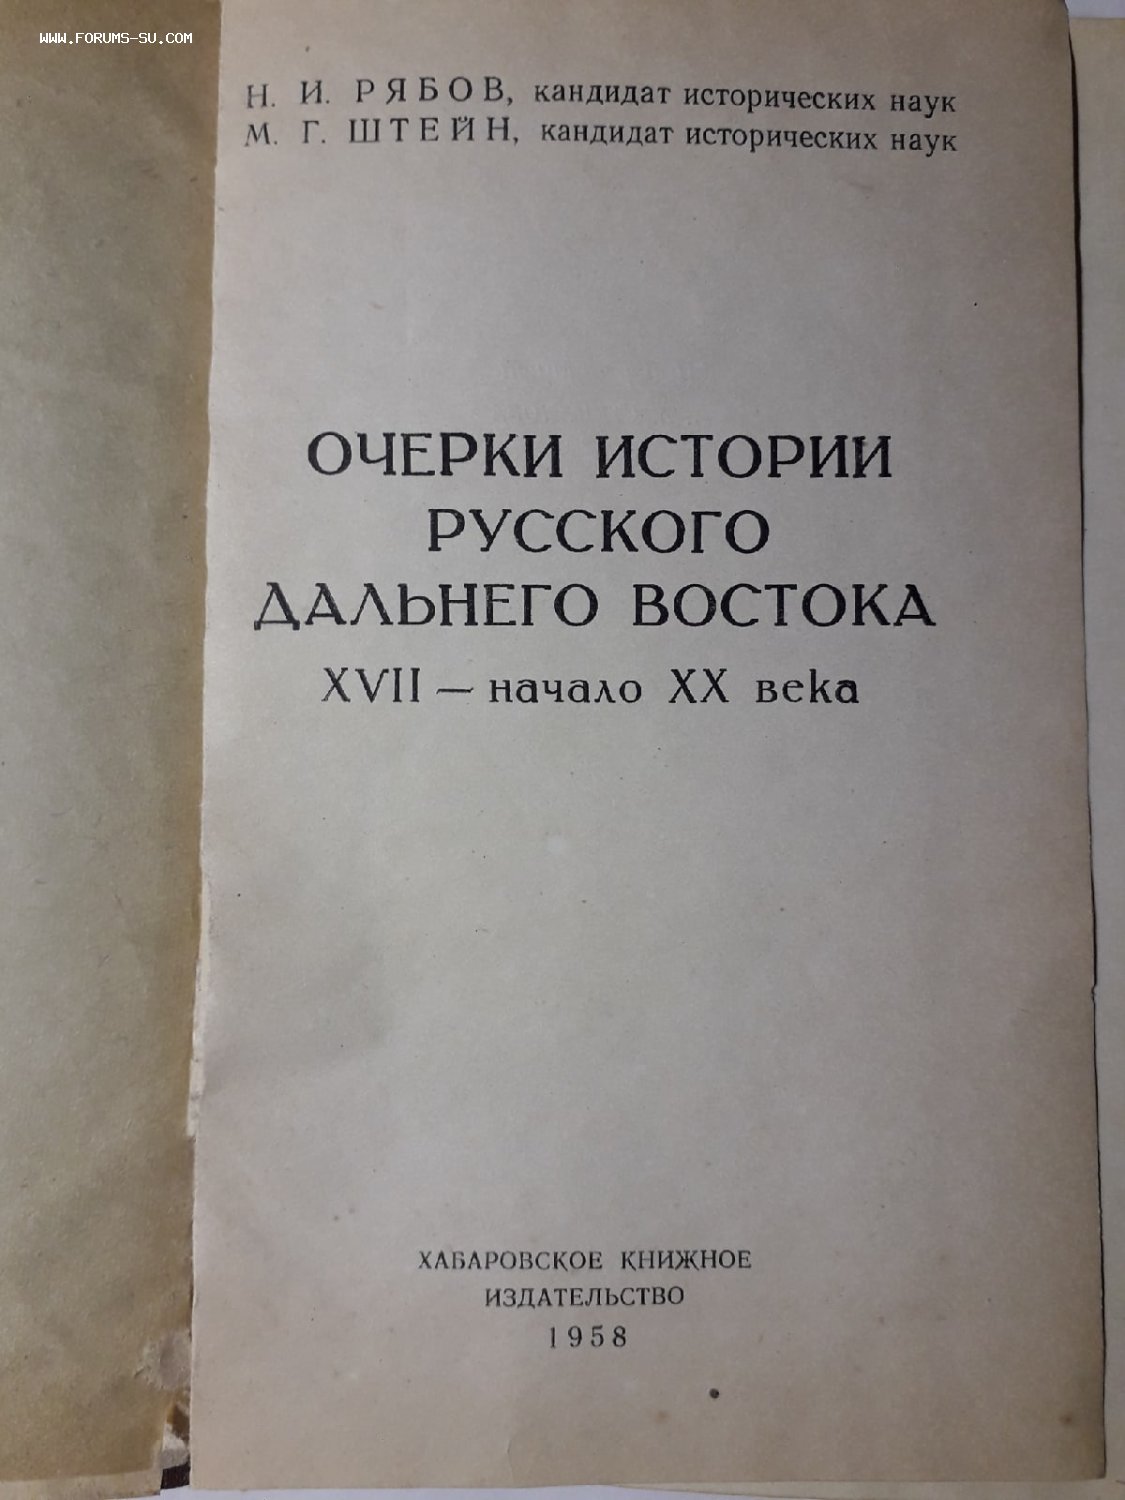 WWW.FORUMS-SU.COM
Н. И. РЯБОВ, кандидат исторических наук
М. Г. ШТЕЙН, кандидат исторических наук
ОЧЕРКИ ИСТОРИИ
РУССКОГО
ДАЛЬНЕГО ВОСТОКА
XVII — начало XX века
ХАБАРОВСКОЕ КНИЖНОЕ
ИЗДАТЕЛЬСТВО
1958